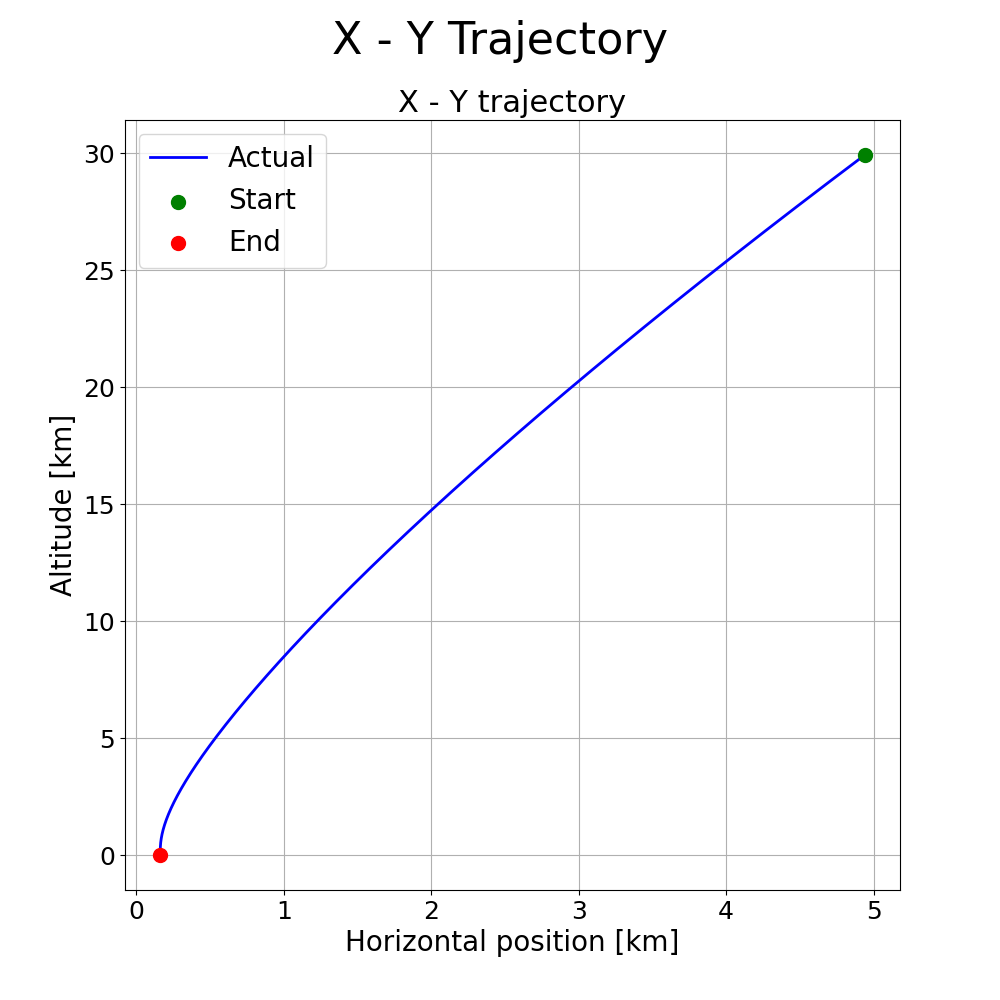 X - Y Trajectory
X - Y trajectory
Actual
Start
End
30
25
20
15
10
5
0
Altitude [km]
0 1 2 3 4 5
Horizontal position [km]